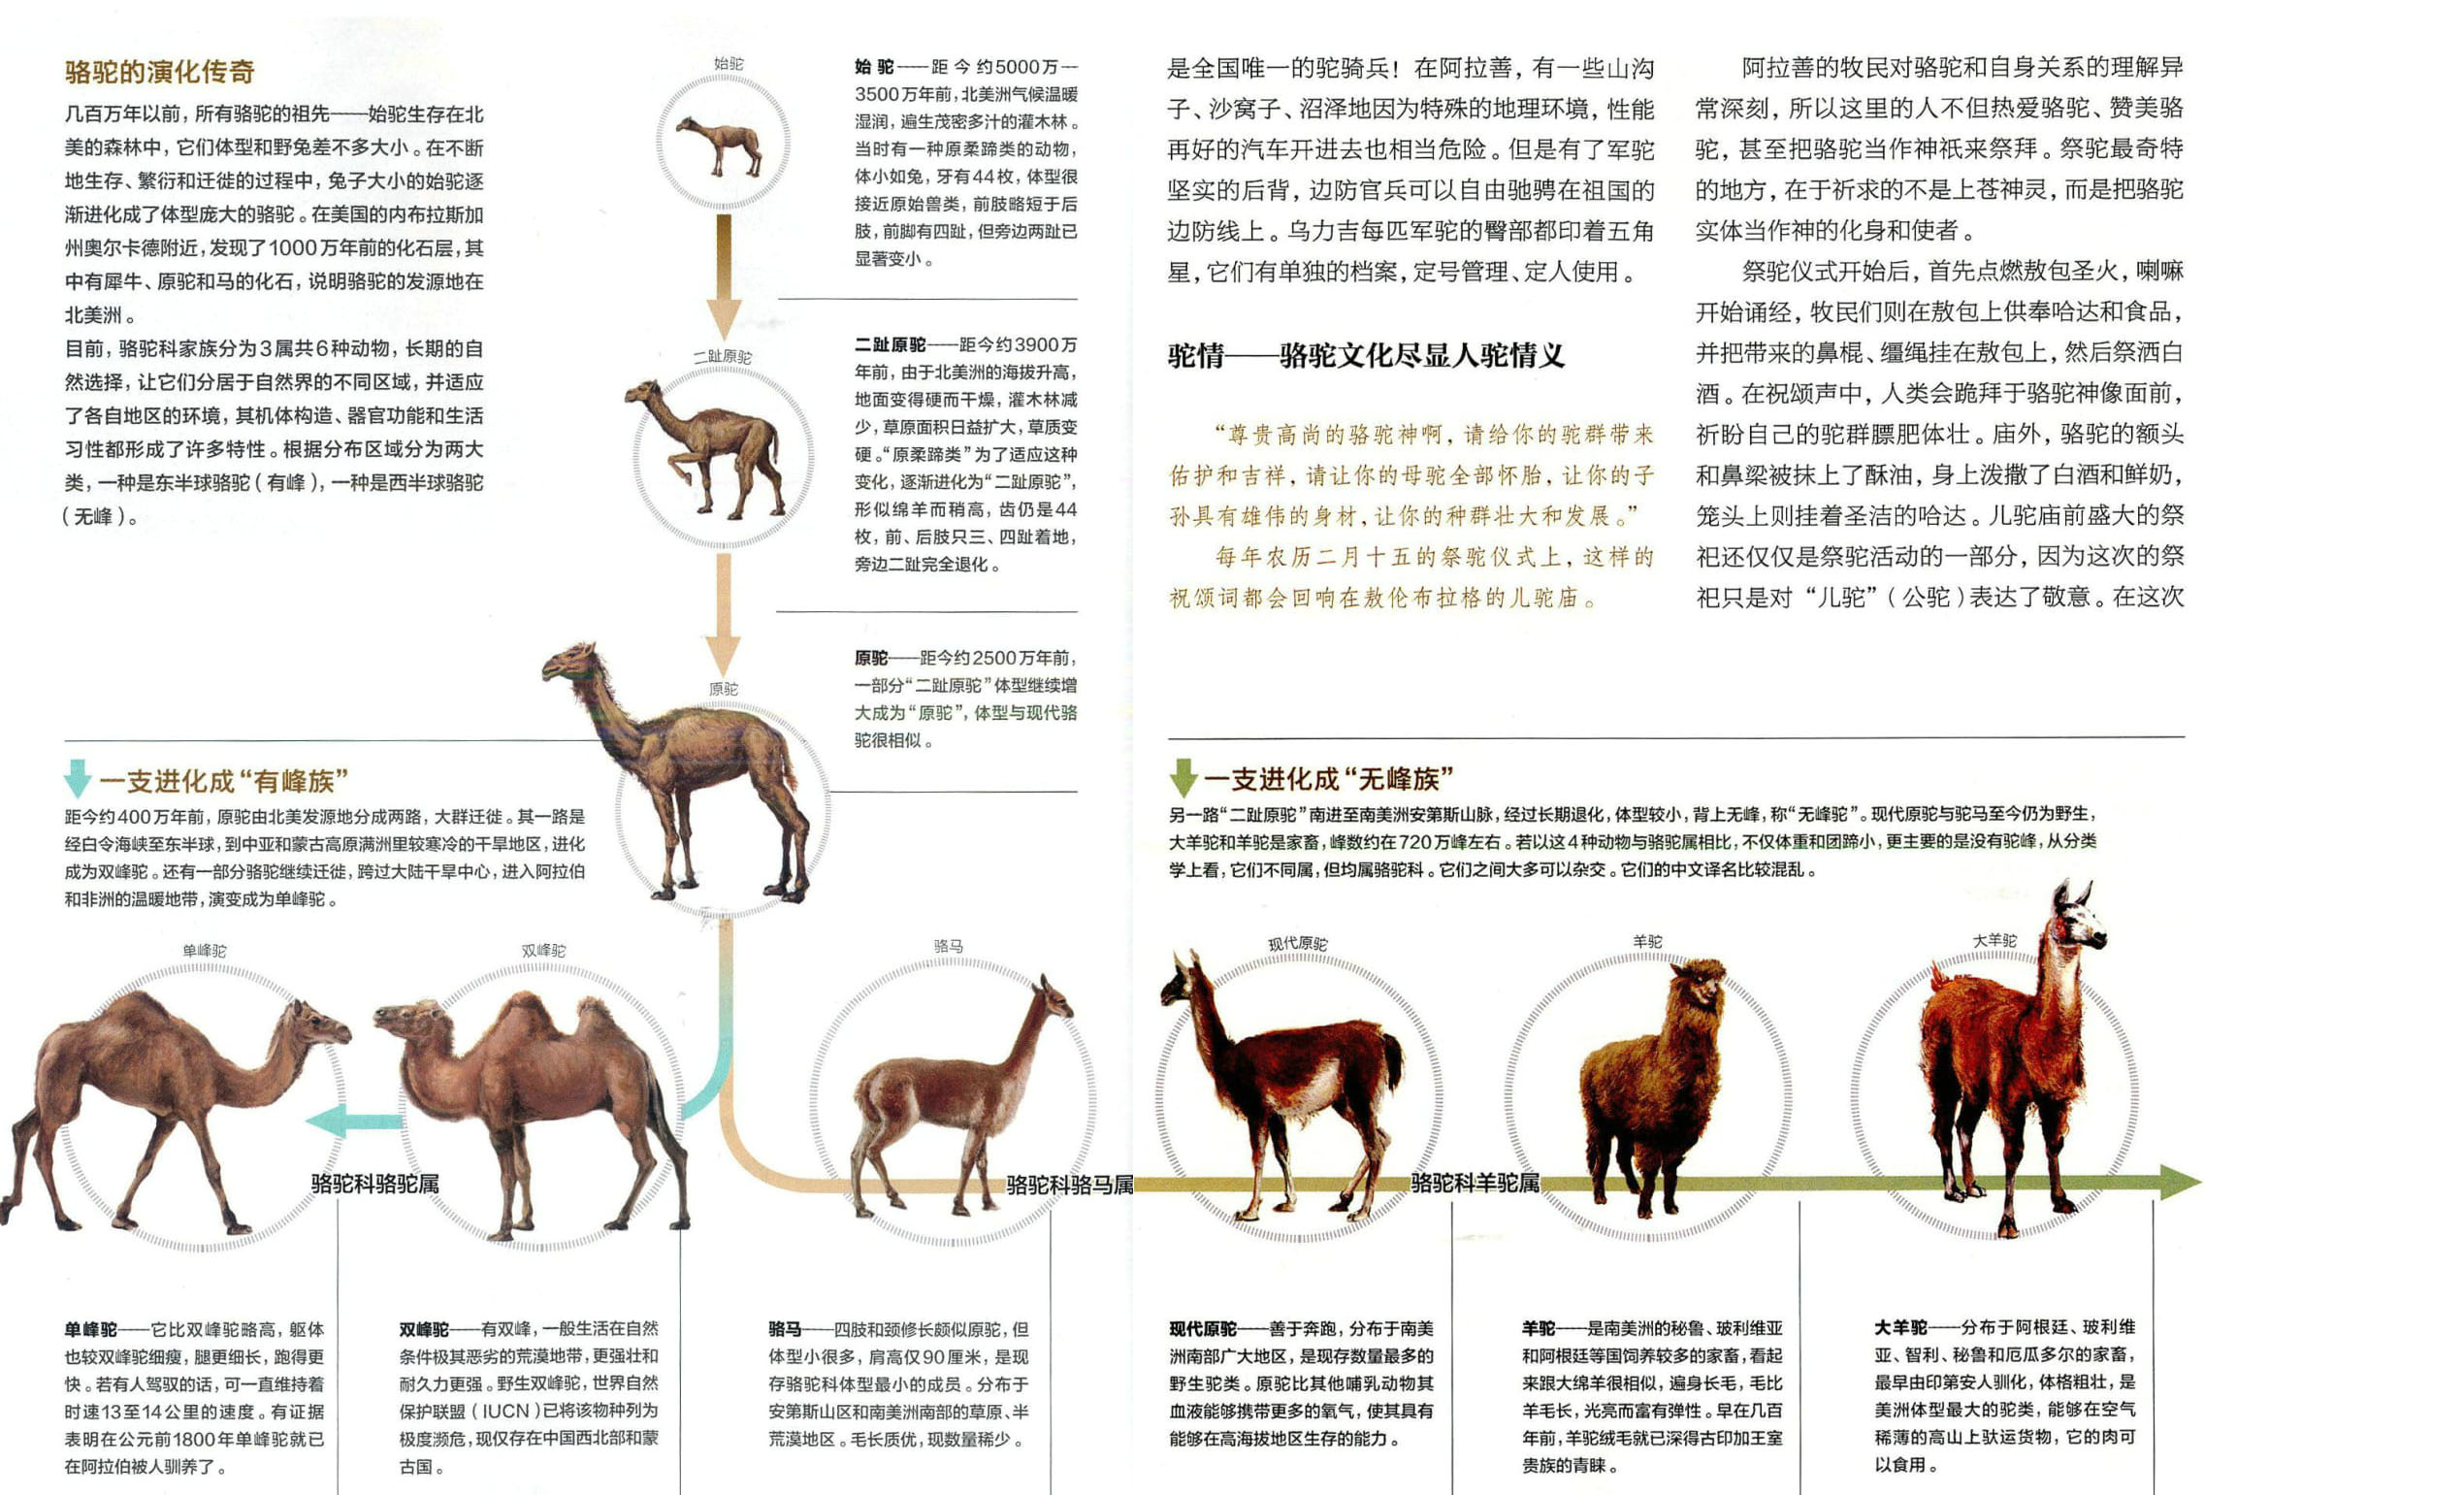 骆驼的演化传奇
几百万年以前，所有骆驼的祖先——始驼生存在北
美的森林中，它们体型和野兔差不多大小。在不断
地生存、繁衍和迁徙的过程中，兔子大小的始驼逐
渐进化成了体型庞大的骆驼。在美国的内布拉斯加
州奥尔卡德附近，发现了1000万年前的化石层，其
中有犀牛、原驼和马的化石，说明骆驼的发源地在
北美洲。
目前，骆驼科家族分为3属共6种动物，长期的自
然选择，让它们分居于自然界的不同区域，并适应
了各自地区的环境，其机体构造、器官功能和生活
习性都形成了许多特性。根据分布区域分为两大
类，一种是东半球骆驼（有峰），一种是西半球骆驼
（无峰）。
始驼
始驼——距今约5000万—
3500万年前，北美洲气候温暖
湿润，遍生茂密多汁的灌木林。
当时有一种原柔蹄类的动物，
体小如兔，牙有44枚，体型很
接近原始兽类，前肢略短于后
肢，前脚有四趾，但旁边两趾已
显著变小。
二趾原驼
二趾原驼——距今约3900万
年前，由于北美洲的海拔升高，
地面变得硬而干燥，灌木林减
少，草原面积日益扩大，草质变
硬。“原柔蹄类”为了适应这种
变化，逐渐进化为“二趾原驼”，
形似绵羊而稍高，齿仍是44
枚，前、后肢只三、四趾着地，
旁边二趾完全退化。
原驼
原驼——距今约2500万年前，
一部分“二趾原驼”体型继续增
大成为“原驼”，体型与现代骆
驼很相似。
一支进化成“有峰族”
距今约400万年前，原驼由北美发源地分成两路，大群迁徙。其一路是
经白令海峡至东半球，到中亚和蒙古高原满洲里较寒冷的干旱地区，进化
成为双峰驼。还有一部分骆驼继续迁徙，跨过大陆干旱中心，进入阿拉伯
和非洲的温暖地带，演变成为单峰驼。
单峰驼
双峰驼
骆马
骆驼科骆驼属
骆驼科骆马属
单峰驼——它比双峰驼略高，躯体
也较双峰驼细瘦，腿更细长，跑得更
快。若有人驾驭的话，可一直维持着
时速13至14公里的速度。有证据
表明在公元前1800年单峰驼就已
在阿拉伯被人驯养了。
双峰驼——有双峰，一般生活在自然
条件极其恶劣的荒漠地带，更强壮和
耐久力更强。野生双峰驼，世界自然
保护联盟（IUCN）已将该物种列为
极度濒危，现仅存在中国西北部和蒙
古国。
骆马——四肢和颈修长颇似原驼，但
体型小很多，肩高仅90厘米，是现
存骆驼科体型最小的成员。分布于
安第斯山区和南美洲南部的草原、半
荒漠地区。毛长质优，现数量稀少。
是全国唯一的驼骑兵！在阿拉善，有一些山沟
子、沙窝子、沼泽地因为特殊的地理环境，性能
再好的汽车开进去也相当危险。但是有了军驼
坚实的后背，边防官兵可以自由驰骋在祖国的
边防线上。乌力吉每匹军驼的臀部都印着五角
星，它们有单独的档案，定号管理、定人使用。
驼情——骆驼文化尽显人驼情义
“尊贵高尚的骆驼神啊，请给你的驼群带来
佑护和吉祥，请让你的母驼全部怀胎，让你的子
孙具有雄伟的身材，让你的种群壮大和发展。”
每年农历二月十五的祭驼仪式上，这样的
祝颂词都会回响在敖伦布拉格的儿驼庙。
阿拉善的牧民对骆驼和自身关系的理解异
常深刻，所以这里的人不但热爱骆驼、赞美骆
驼，甚至把骆驼当作神祇来祭拜。祭驼最奇特
的地方，在于祈求的不是上苍神灵，而是把骆驼
实体当作神的化身和使者。
祭驼仪式开始后，首先点燃敖包圣火，喇嘛
开始诵经，牧民们则在敖包上供奉哈达和食品，
并把带来的鼻棍、缰绳挂在敖包上，然后祭洒白
酒。在祝颂声中，人类会跪拜于骆驼神像面前，
祈盼自己的驼群膘肥体壮。庙外，骆驼的额头
和鼻梁被抹上了酥油，身上泼撒了白酒和鲜奶，
笼头上则挂着圣洁的哈达。儿驼庙前盛大的祭
祀还仅仅是祭驼活动的一部分，因为这次的祭
祀只是对“儿驼”（公驼）表达了敬意。在这次
一支进化成“无峰族”
另一路“二趾原驼”南进至南美洲安第斯山脉，经过长期退化，体型较小，背上无峰，称“无峰驼”。现代原驼与驼马至今仍为野生，
大羊驼和羊驼是家畜，峰数约在720万峰左右。若以这4种动物与骆驼属相比，不仅体重和团蹄小，更主要的是没有驼峰，从分类
学上看，它们不同属，但均属骆驼科。它们之间大多可以杂交。它们的中文译名比较混乱。
现代原驼
羊驼
大羊驼
骆驼科羊驼属
现代原驼——善于奔跑，分布于南美
洲南部广大地区，是现存数量最多的
野生驼类。原驼比其他哺乳动物其
血液能够携带更多的氧气，使其具有
能够在高海拔地区生存的能力。
羊驼——是南美洲的秘鲁、玻利维亚
和阿根廷等国饲养较多的家畜，看起
来跟大绵羊很相似，遍身长毛，毛比
羊毛长，光亮而富有弹性。早在几百
年前，羊驼绒毛就已深得古印加王室
贵族的青睐。
大羊驼——分布于阿根廷、玻利维
亚、智利、秘鲁和厄瓜多尔的家畜，
最早由印第安人驯化，体格粗壮，是
美洲体型最大的驼类，能够在空气
稀薄的高山上驮运货物，它的肉可
以食用。